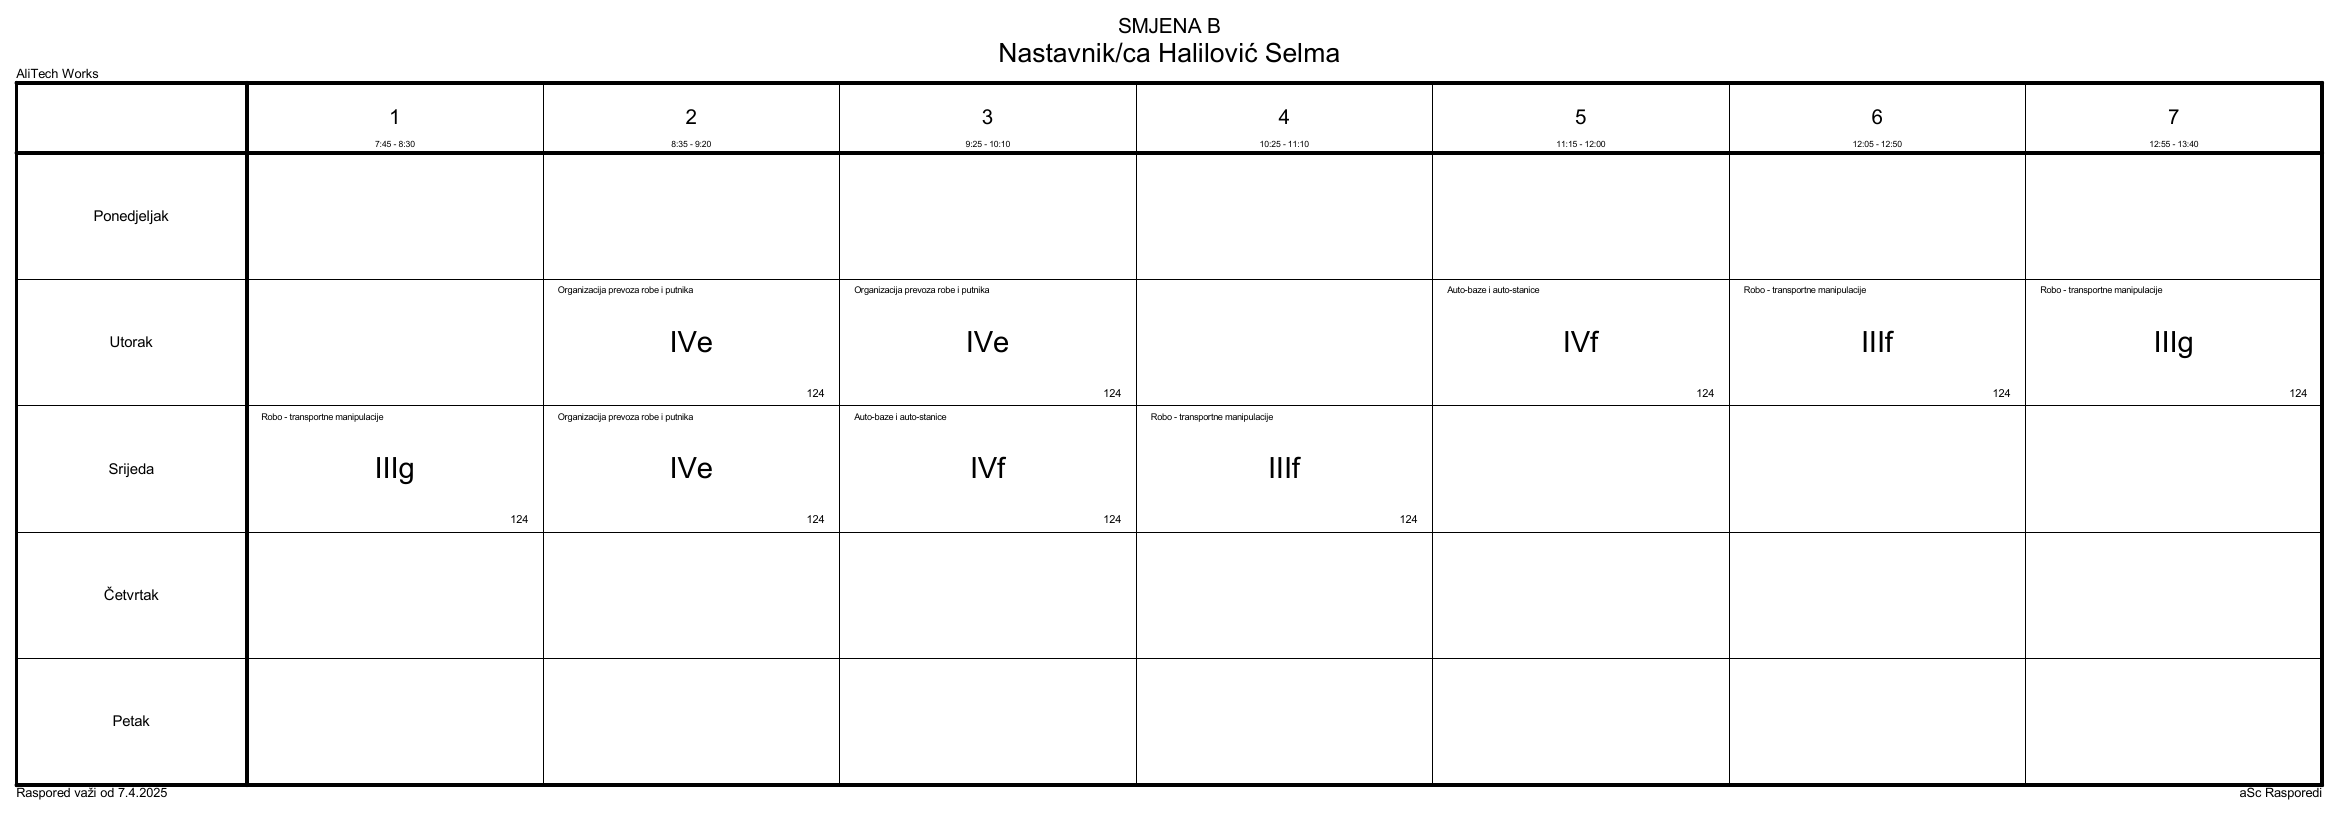 SMJENA B
Nastavnik/ca Halilović Selma
AliTech Works
1 2 3 4 5 6 7
7:45 - 8:30 8:35 - 9:20 9:25 - 10:10 10:25 - 11:10 11:15 - 12:00 12:05 - 12:50 12:55 - 13:40
Ponedjeljak
Organizacija prevoza robe i putnika Organizacija prevoza robe i putnika Auto-baze i auto-stanice Robo - transportne manipulacije Robo - transportne manipulacije
Utorak IVe IVe IVf IIIf IIIg
124 124 124 124 124
Robo - transportne manipulacije Organizacija prevoza robe i putnika Auto-baze i auto-stanice Robo - transportne manipulacije
Srijeda IIIg IVe IVf IIIf
124 124 124 124
Četvrtak
Petak
Raspored važi od 7.4.2025 aSc Rasporedi